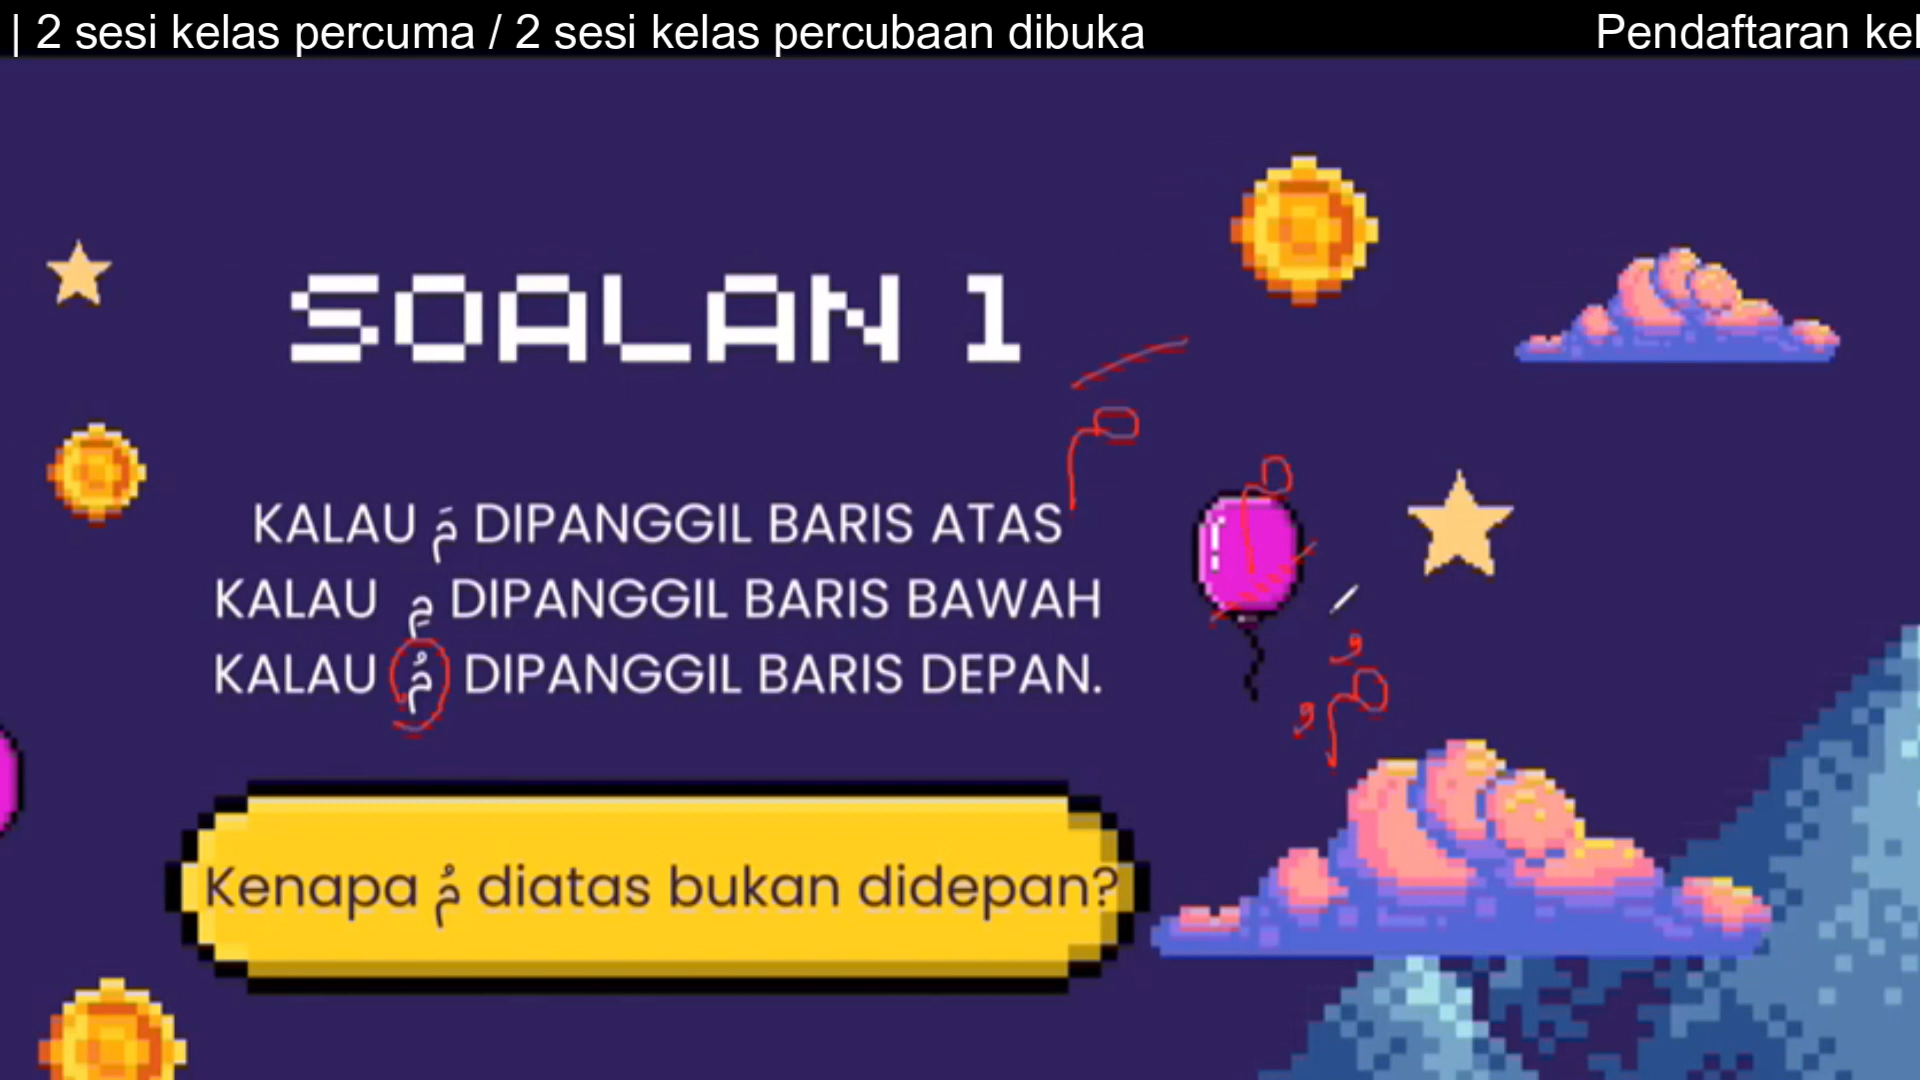 | 2 sesi kelas percuma / 2 sesi kelas percubaan dibuka Pendaftaran kel
SOALAN 1
KALAU مَ DIPANGGIL BARIS ATAS
KALAU مِ DIPANGGIL BARIS BAWAH
KALAU مُ DIPANGGIL BARIS DEPAN.
Kenapa مُ diatas bukan didepan?